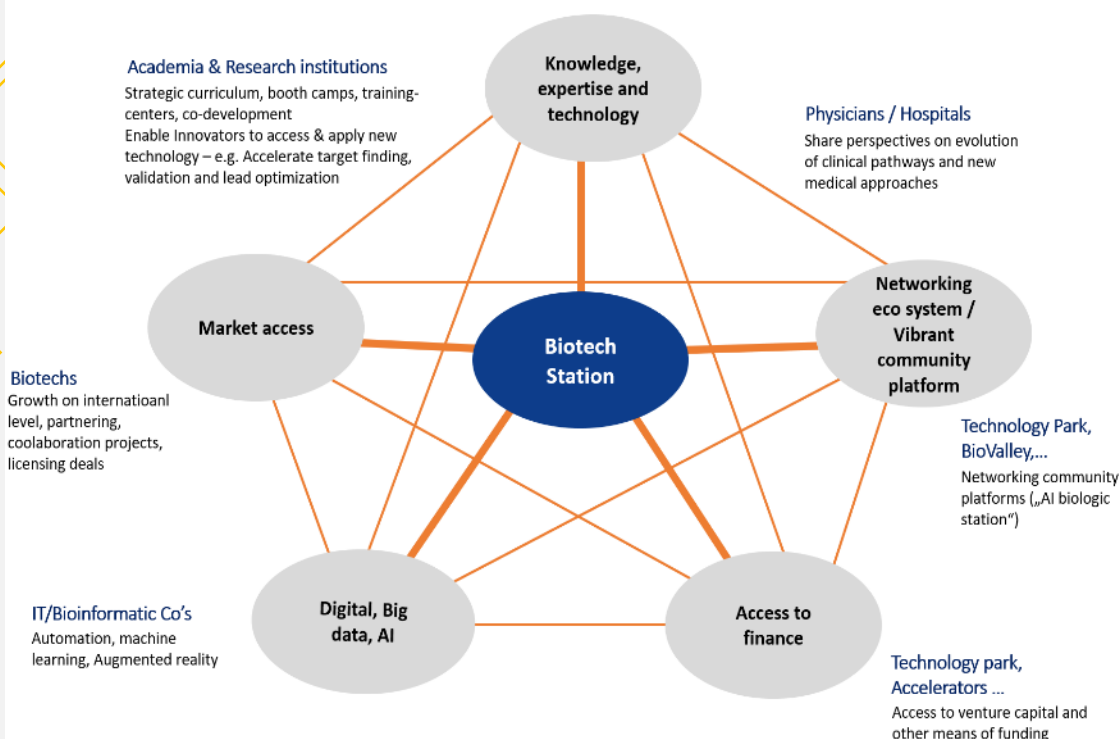 Knowledge,
expertise and
technology
Academia & Research institutions
Strategic curriculum, booth camps, training-
centers, co-development
Enable Innovators to access & apply new
technology – e.g. Accelerate target finding,
validation and lead optimization
Physicians / Hospitals
Share perspectives on evolution
of clinical pathways and new
medical approaches
Market access
Biotech
Station
Networking
eco system /
Vibrant
community
platform
Biotechs
Growth on internatioanl
level, partnering,
coolaboration projects,
licensing deals
Technology Park,
BioValley,...
Networking community
platforms („AI biologic
station“)
IT/Bioinformatic Co’s
Automation, machine
learning, Augmented reality
Digital, Big
data, AI
Access to
finance
Technology park,
Accelerators ...
Access to venture capital and
other means of funding